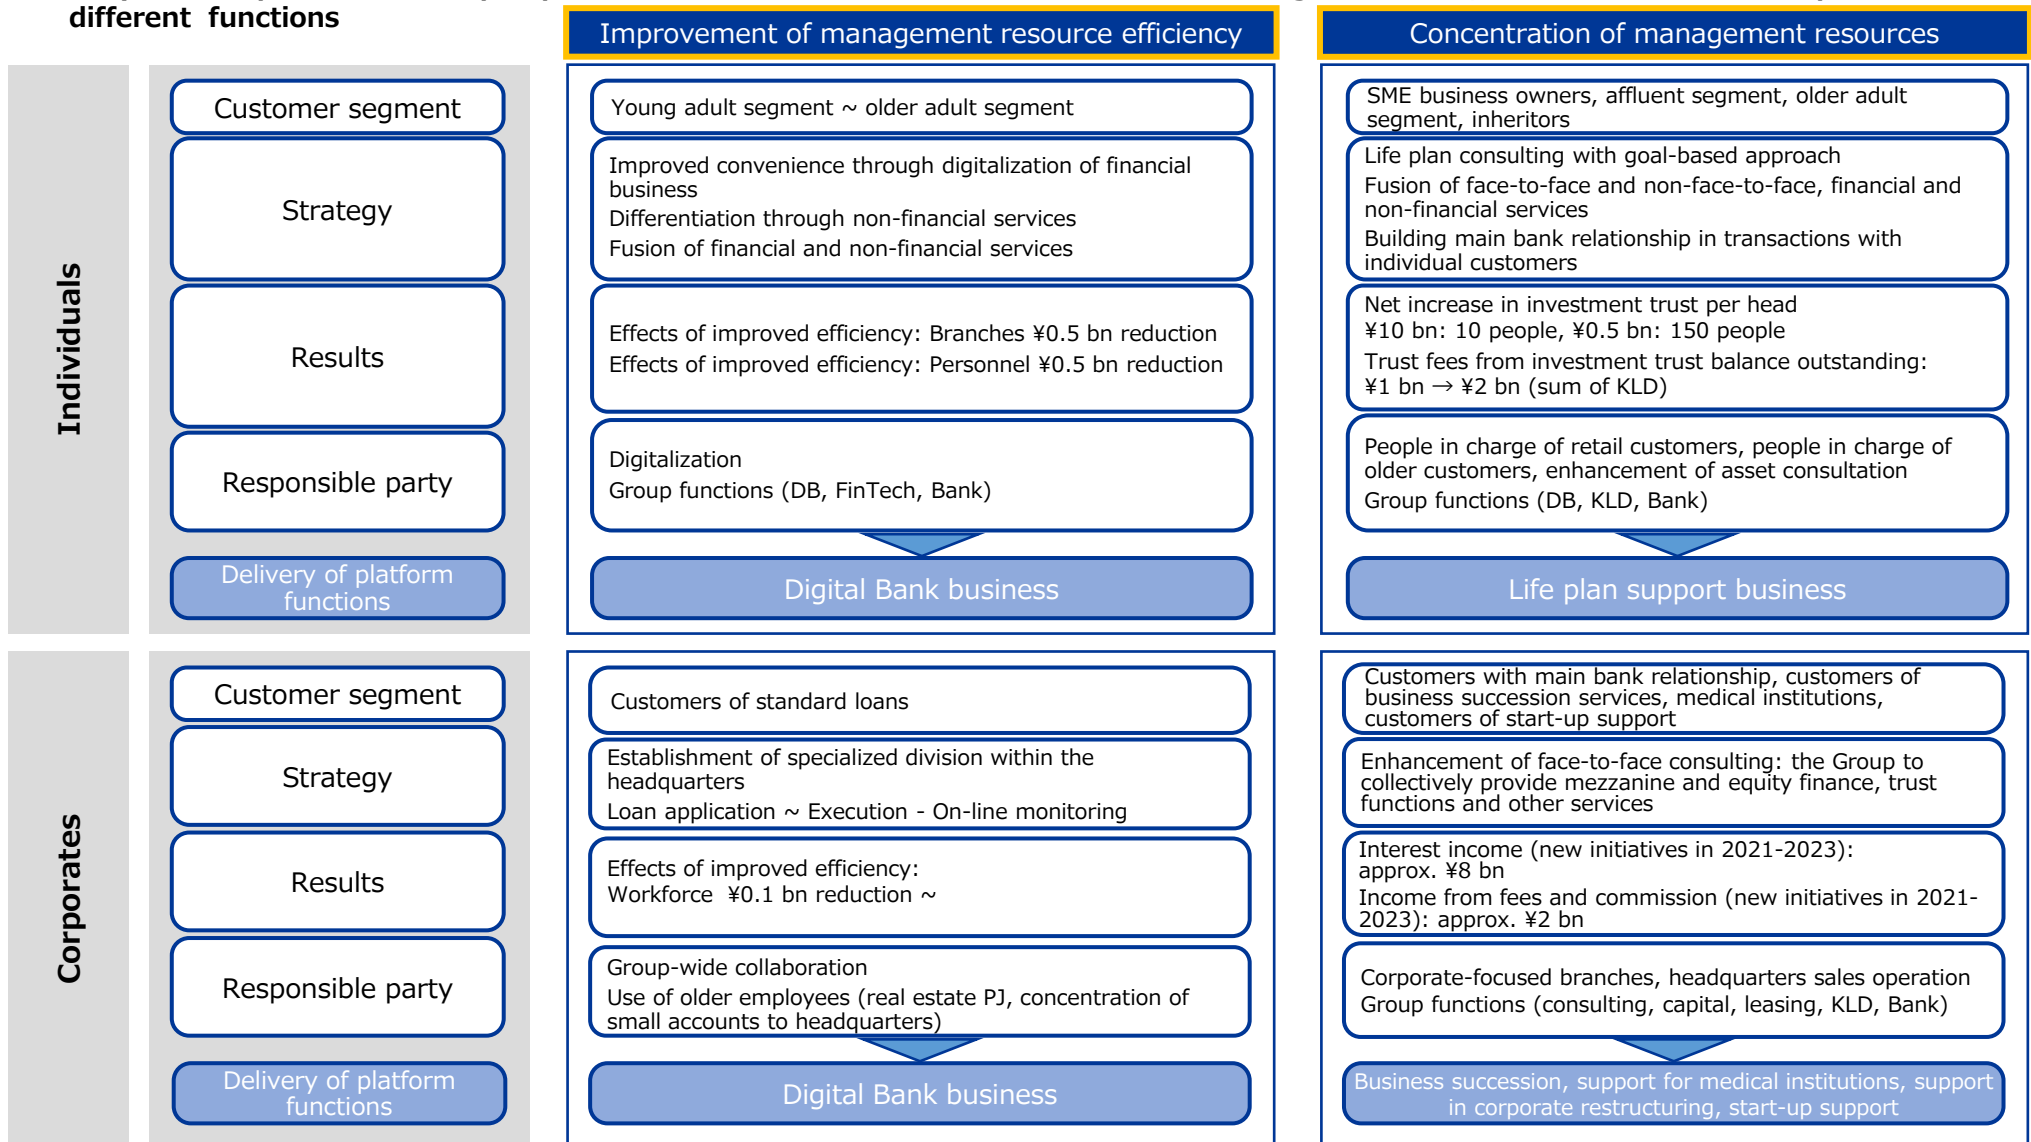 different functions
Improvement of management resource efficiency
Concentration of management resources
Individuals
Customer segment
Young adult segment ~ older adult segment
SME business owners, affluent segment, older adult
segment, inheritors
Strategy
Improved convenience through digitalization of financial
business
Differentiation through non-financial services
Fusion of financial and non-financial services
Life plan consulting with goal-based approach
Fusion of face-to-face and non-face-to-face, financial and
non-financial services
Building main bank relationship in transactions with
individual customers
Results
Effects of improved efficiency: Branches ¥0.5 bn reduction
Effects of improved efficiency: Personnel ¥0.5 bn reduction
Net increase in investment trust per head
¥10 bn: 10 people, ¥0.5 bn: 150 people
Trust fees from investment trust balance outstanding:
¥1 bn → ¥2 bn (sum of KLD)
Responsible party
Digitalization
Group functions (DB, FinTech, Bank)
People in charge of retail customers, people in charge of
older customers, enhancement of asset consultation
Group functions (DB, KLD, Bank)
Delivery of platform
functions
Digital Bank business
Life plan support business
Corporates
Customer segment
Customers of standard loans
Customers with main bank relationship, customers of
business succession services, medical institutions,
customers of start-up support
Strategy
Establishment of specialized division within the
headquarters
Loan application ~ Execution - On-line monitoring
Enhancement of face-to-face consulting: the Group to
collectively provide mezzanine and equity finance, trust
functions and other services
Results
Effects of improved efficiency:
Workforce ¥0.1 bn reduction ~
Interest income (new initiatives in 2021-2023):
approx. ¥8 bn
Income from fees and commission (new initiatives in 2021-
2023): approx. ¥2 bn
Responsible party
Group-wide collaboration
Use of older employees (real estate PJ, concentration of
small accounts to headquarters)
Corporate-focused branches, headquarters sales operation
Group functions (consulting, capital, leasing, KLD, Bank)
Delivery of platform
functions
Digital Bank business
Business succession, support for medical institutions, support
in corporate restructuring, start-up support